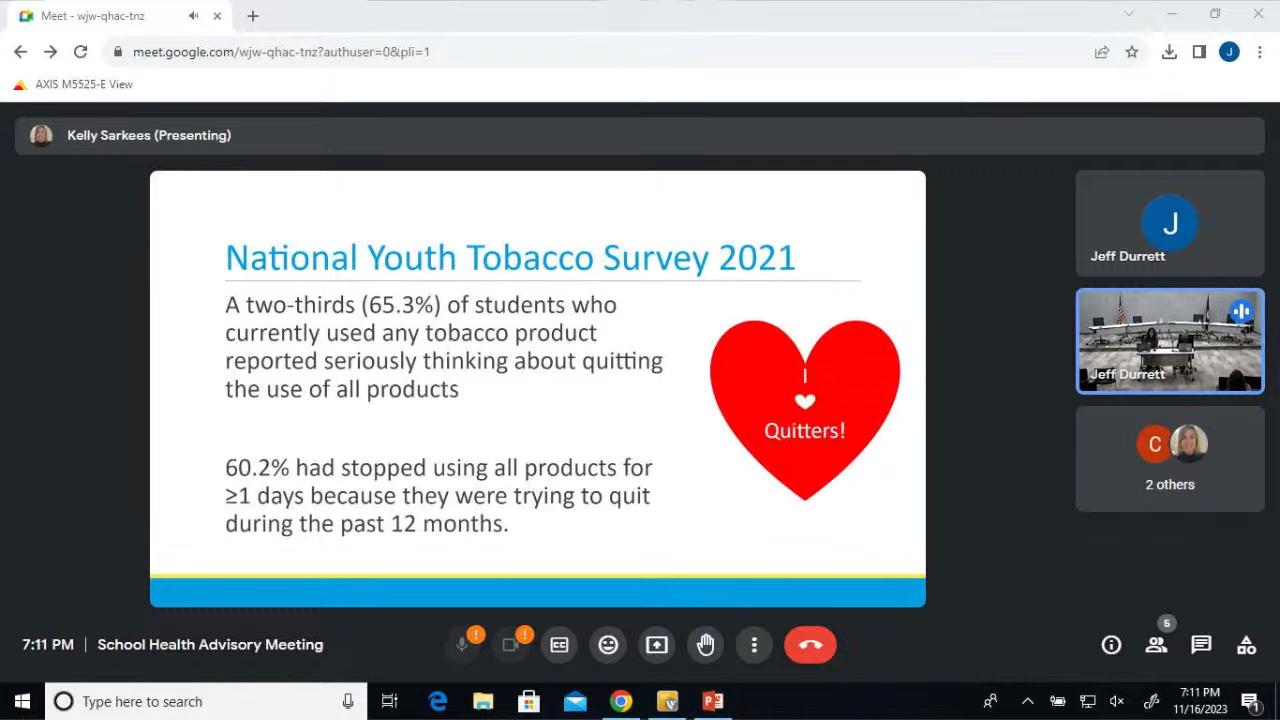 Meet - wjw-qhac-tnz
meet.google.com/wjw-qhac-tnz?authuser=0&pli=1
J
AXIS M5525-E View
Kelly Sarkees (Presenting)
National Youth Tobacco Survey 2021
A two-thirds (65.3%) of students who
currently used any tobacco product
reported seriously thinking about quitting
the use of all products
60.2% had stopped using all products for
≥1 days because they were trying to quit
during the past 12 months.
I
Quitters!
J
Jeff Durrett
Jeff Durrett
C
2 others
7:11 PM | School Health Advisory Meeting
5
Type here to search
7:11 PM
11/16/2023
1